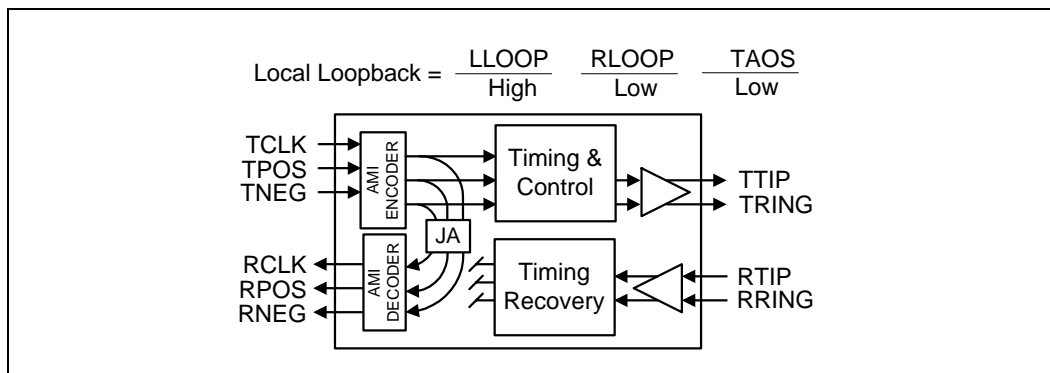 Local Loopback = LLOOP RLOOP TAOS
High Low Low
TCLK
TPOS
TNEG
AMI
ENCODER
Timing &
Control
TTIP
TRING
JA
RCLK
RPOS
RNEG
AMI
DECODER
Timing
Recovery
RTIP
RRING